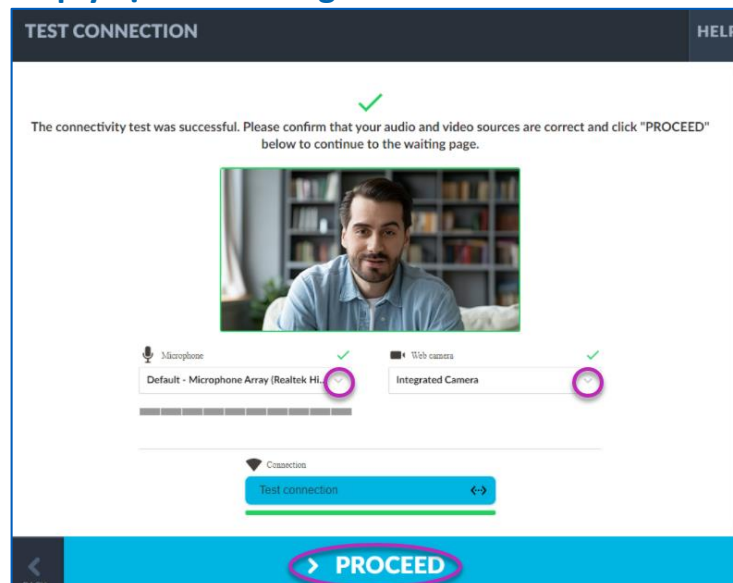 TEST CONNECTION
HELP
The connectivity test was successful. Please confirm that your audio and video sources are correct and click "PROCEED"
below to continue to the waiting page.
Microphone
Web camera
Default - Microphone Array (Realtek Hi...
Integrated Camera
Connection
Test connection
PROCEED